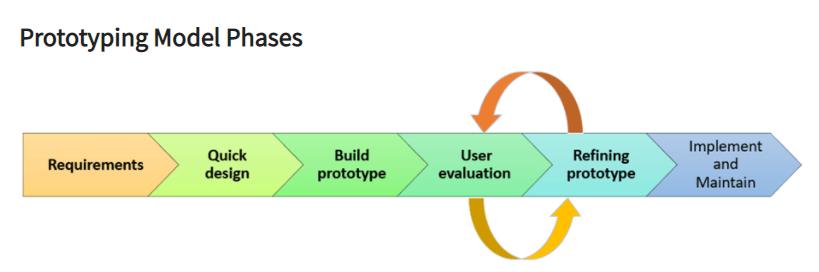 Prototyping Model Phases
Requirements
Quick
design
Build
prototype
User
evaluation
Refining
prototype
Implement
and
Maintain